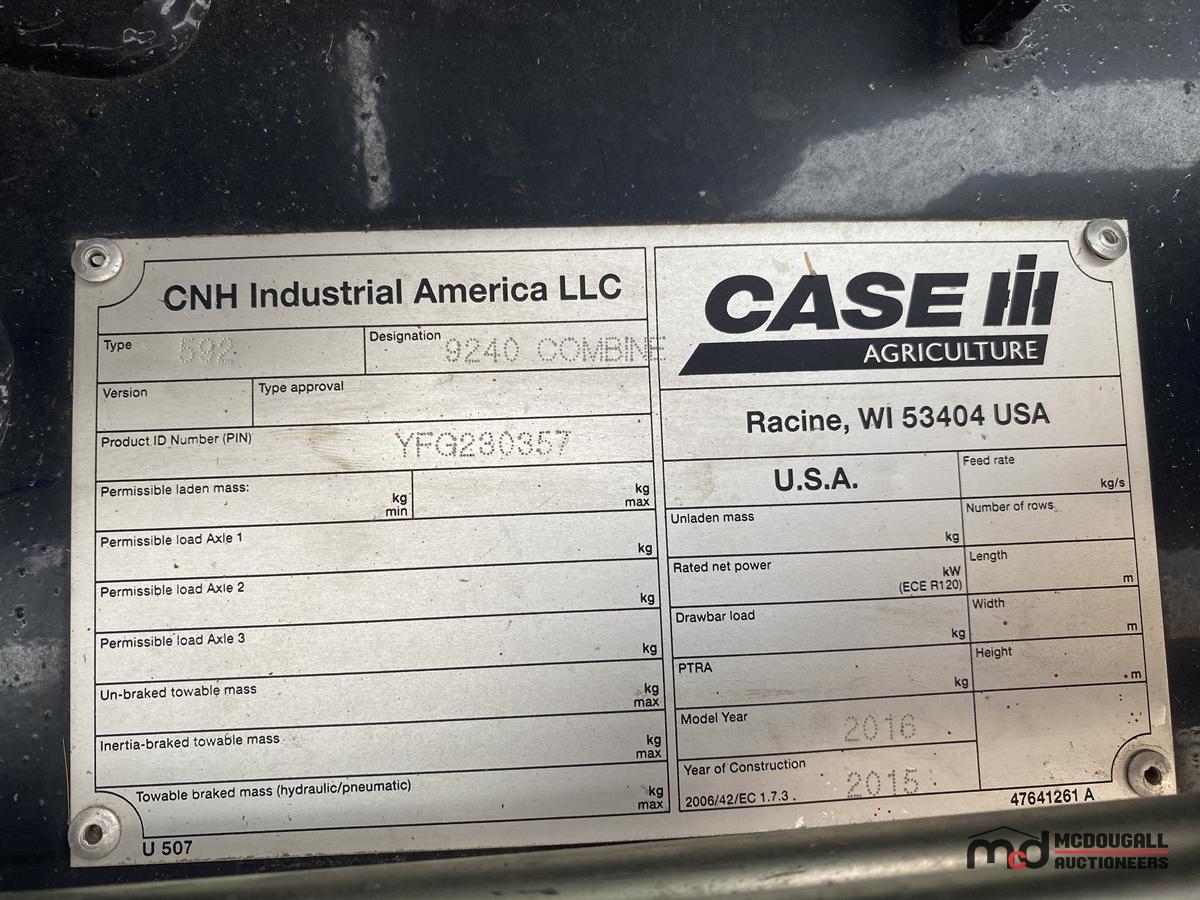 CNH Industrial America LLC
Type 592
Designation 9240 COMBINE
Version
Type approval
Product ID Number (PIN) YFG230357
Permissible laden mass: kg min
kg max
Permissible load Axle 1 kg
Permissible load Axle 2 kg
Permissible load Axle 3 kg
Un-braked towable mass kg max
Inertia-braked towable mass kg max
Towable braked mass (hydraulic/pneumatic) kg max
U 507
CASE IH
AGRICULTURE
Racine, WI 53404 USA
U.S.A.
Feed rate kg/s
Unladen mass kg
Number of rows
Rated net power kW (ECE R120)
Length m
Drawbar load kg
Width m
PTRA kg
Height m
Model Year 2016
Year of Construction 2015
2006/42/EC 1.7.3.
47641261 A
mcd MCDOUGALL
AUCTIONEERS